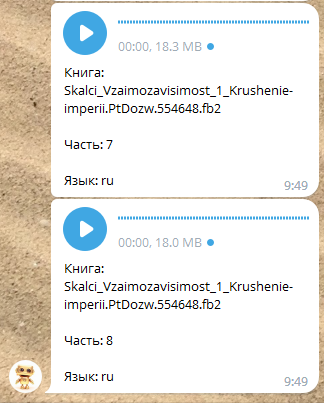 00:00, 18.3 MB
Книга:
Skalci_Vzaimozavisimost_1_Krushenie-
imperii.PtDozw.554648.fb2
Часть: 7
Язык: ru
9:49
00:00, 18.0 MB
Книга:
Skalci_Vzaimozavisimost_1_Krushenie-
imperii.PtDozw.554648.fb2
Часть: 8
Язык: ru
9:49